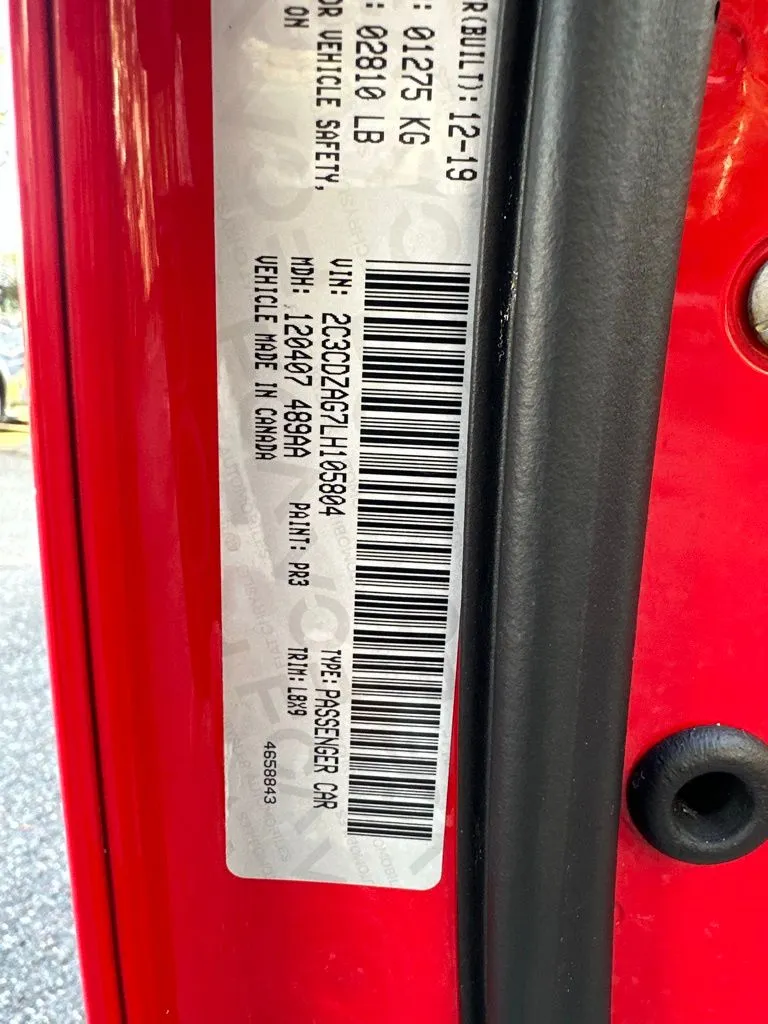 R(BUILT): 12-19
: 01275 KG
: 02810 LB
OR VEHICLE SAFETY,
ON
VIN: 2C3CDZAG7LH105804
TYPE: PASSENGER CAR
MDH: 120407 489AA PAINT: PR3 TRIM: L8X9
VEHICLE MADE IN CANADA
4658843